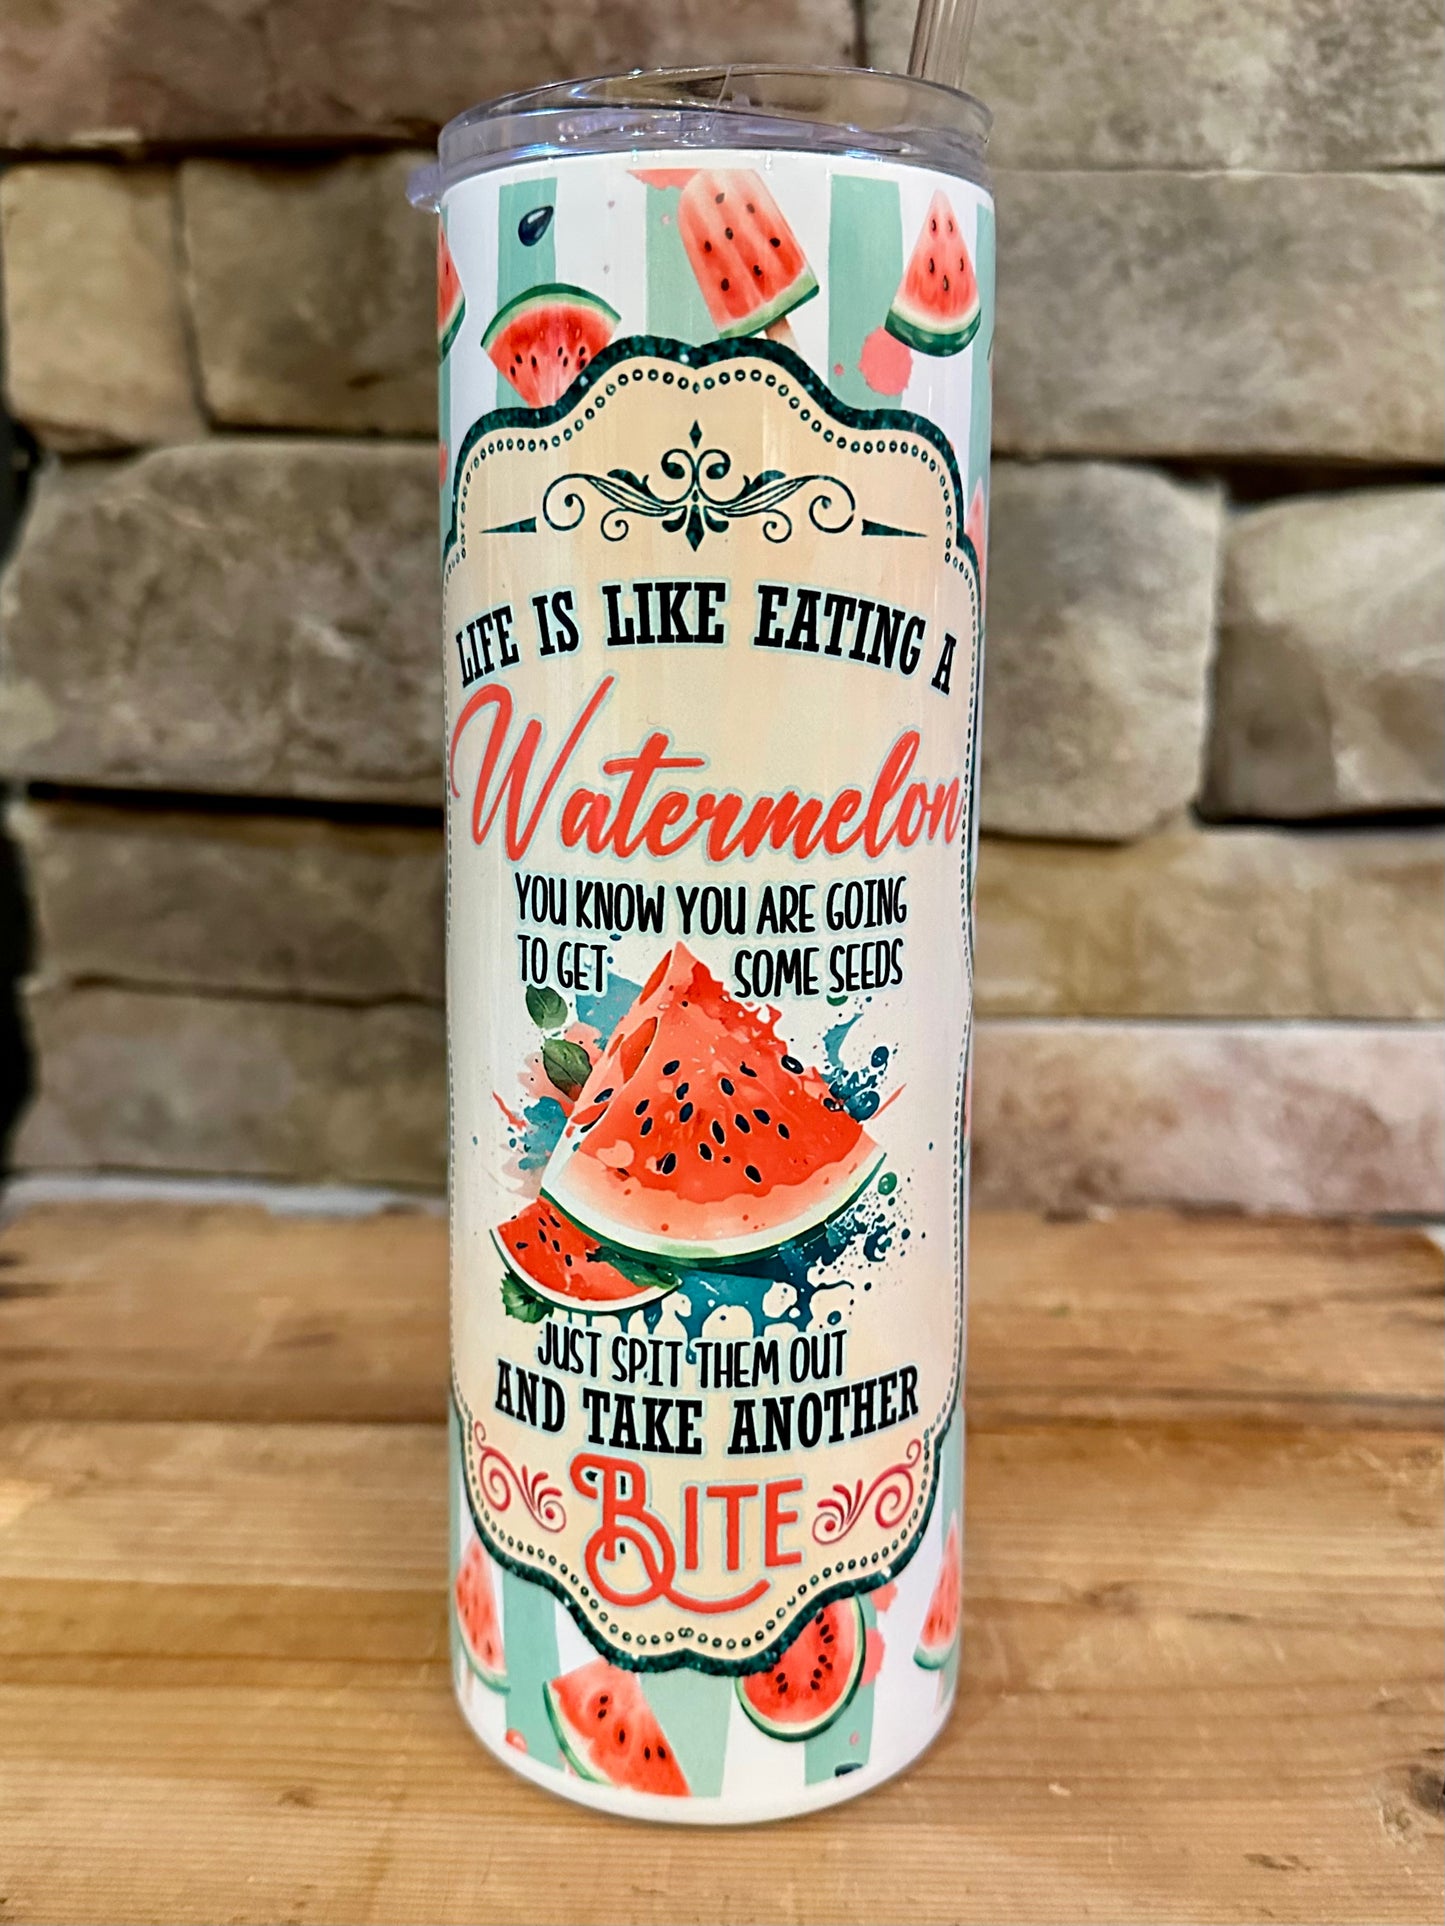 LIFE IS LIKE EATING A
Watermelon
YOU KNOW YOU ARE GOING
TO GET SOME SEEDS
JUST SPIT THEM OUT
AND TAKE ANOTHER
BITE